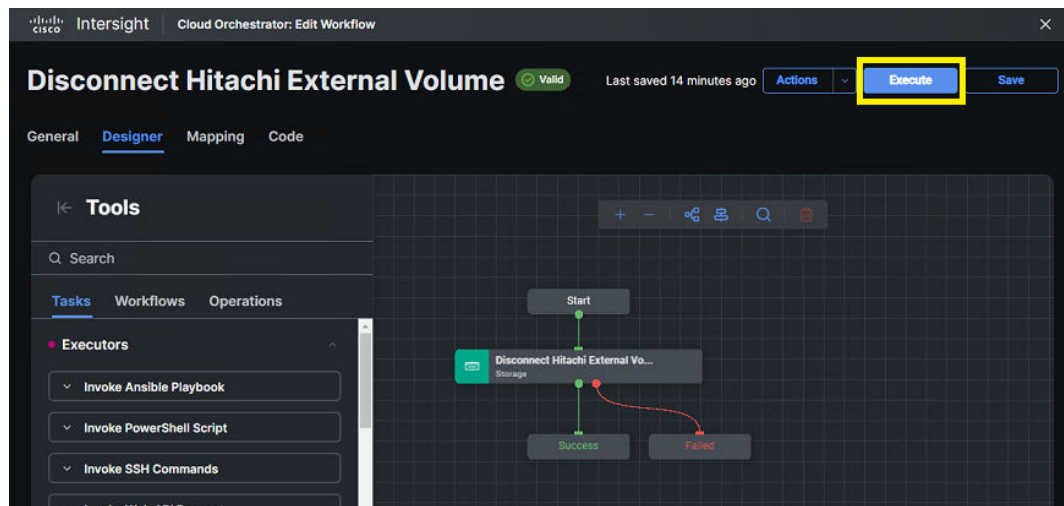 cisco Intersight Cloud Orchestrator: Edit Workflow
Disconnect Hitachi External Volume Valid Last saved 14 minutes ago Actions Execute Save
General Designer Mapping Code
Tools
Search
Tasks Workflows Operations
Executors
Invoke Ansible Playbook
Invoke PowerShell Script
Invoke SSH Commands
Start
Disconnect Hitachi External Vo...
Storage
Success Failed